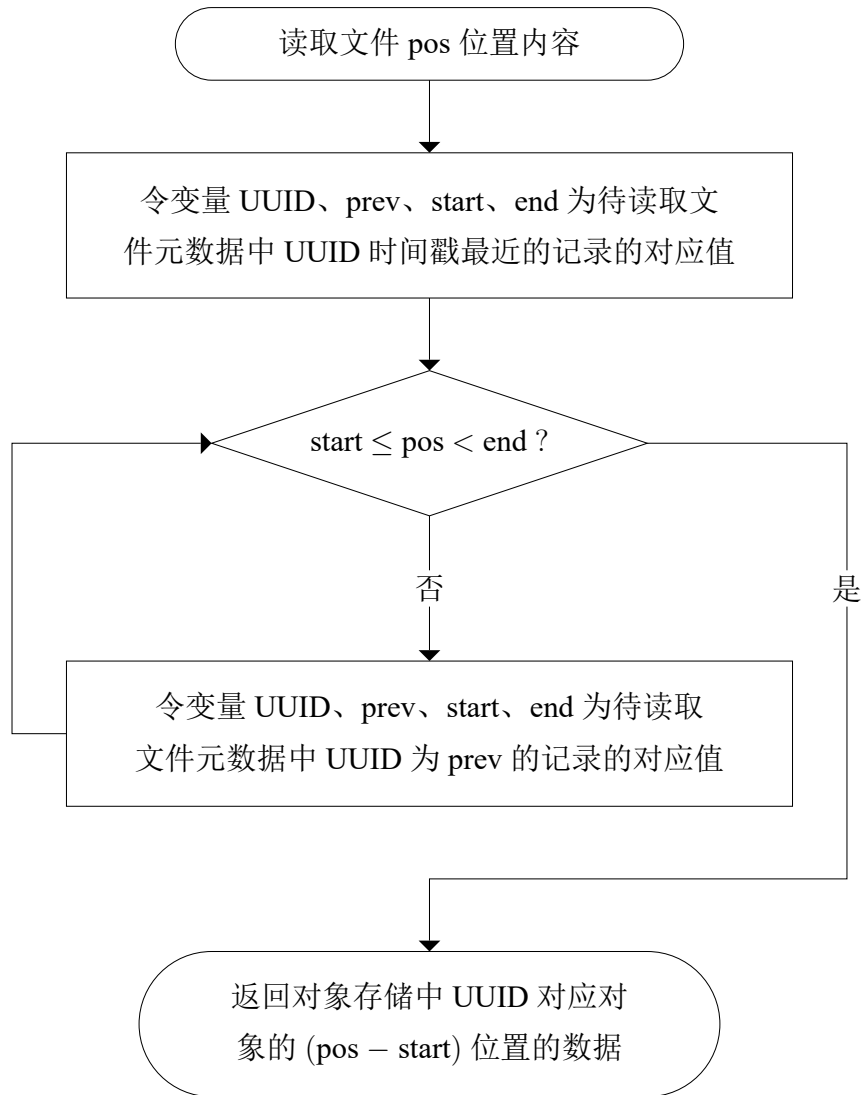 读取文件 pos 位置内容
令变量 UUID、prev、start、end 为待读取文
件元数据中 UUID 时间戳最近的记录的对应值
start ≤ pos < end ?
否
是
令变量 UUID、prev、start、end 为待读取
文件元数据中 UUID 为 prev 的记录的对应值
返回对象存储中 UUID 对应对
象的 (pos − start) 位置的数据